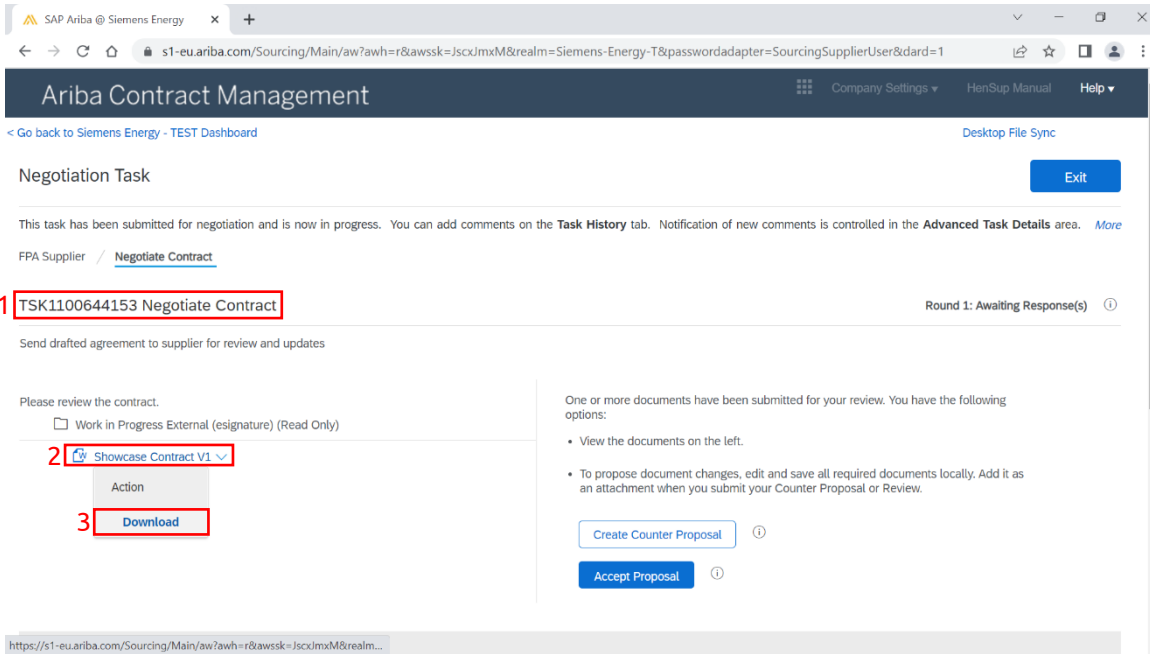 SAP Ariba @ Siemens Energy
s1-eu.ariba.com/Sourcing/Main/aw?awh=r&awssk=JscxJmxM&realm=Siemens-Energy-T&passwordadapter=SourcingSupplierUser&dard=1
Ariba Contract Management
Company Settings
HenSup Manual
Help
< Go back to Siemens Energy - TEST Dashboard
Desktop File Sync
Negotiation Task
Exit
This task has been submitted for negotiation and is now in progress. You can add comments on the Task History tab. Notification of new comments is controlled in the Advanced Task Details area. More
FPA Supplier / Negotiate Contract
1 TSK1100644153 Negotiate Contract
Round 1: Awaiting Response(s)
Send drafted agreement to supplier for review and updates
Please review the contract.
Work in Progress External (esignature) (Read Only)
2 Showcase Contract V1
Action
3 Download
One or more documents have been submitted for your review. You have the following
options:
• View the documents on the left.
• To propose document changes, edit and save all required documents locally. Add it as
an attachment when you submit your Counter Proposal or Review.
Create Counter Proposal
Accept Proposal
https://s1-eu.ariba.com/Sourcing/Main/aw?awh=r&awssk=JscxJmxM&realm...